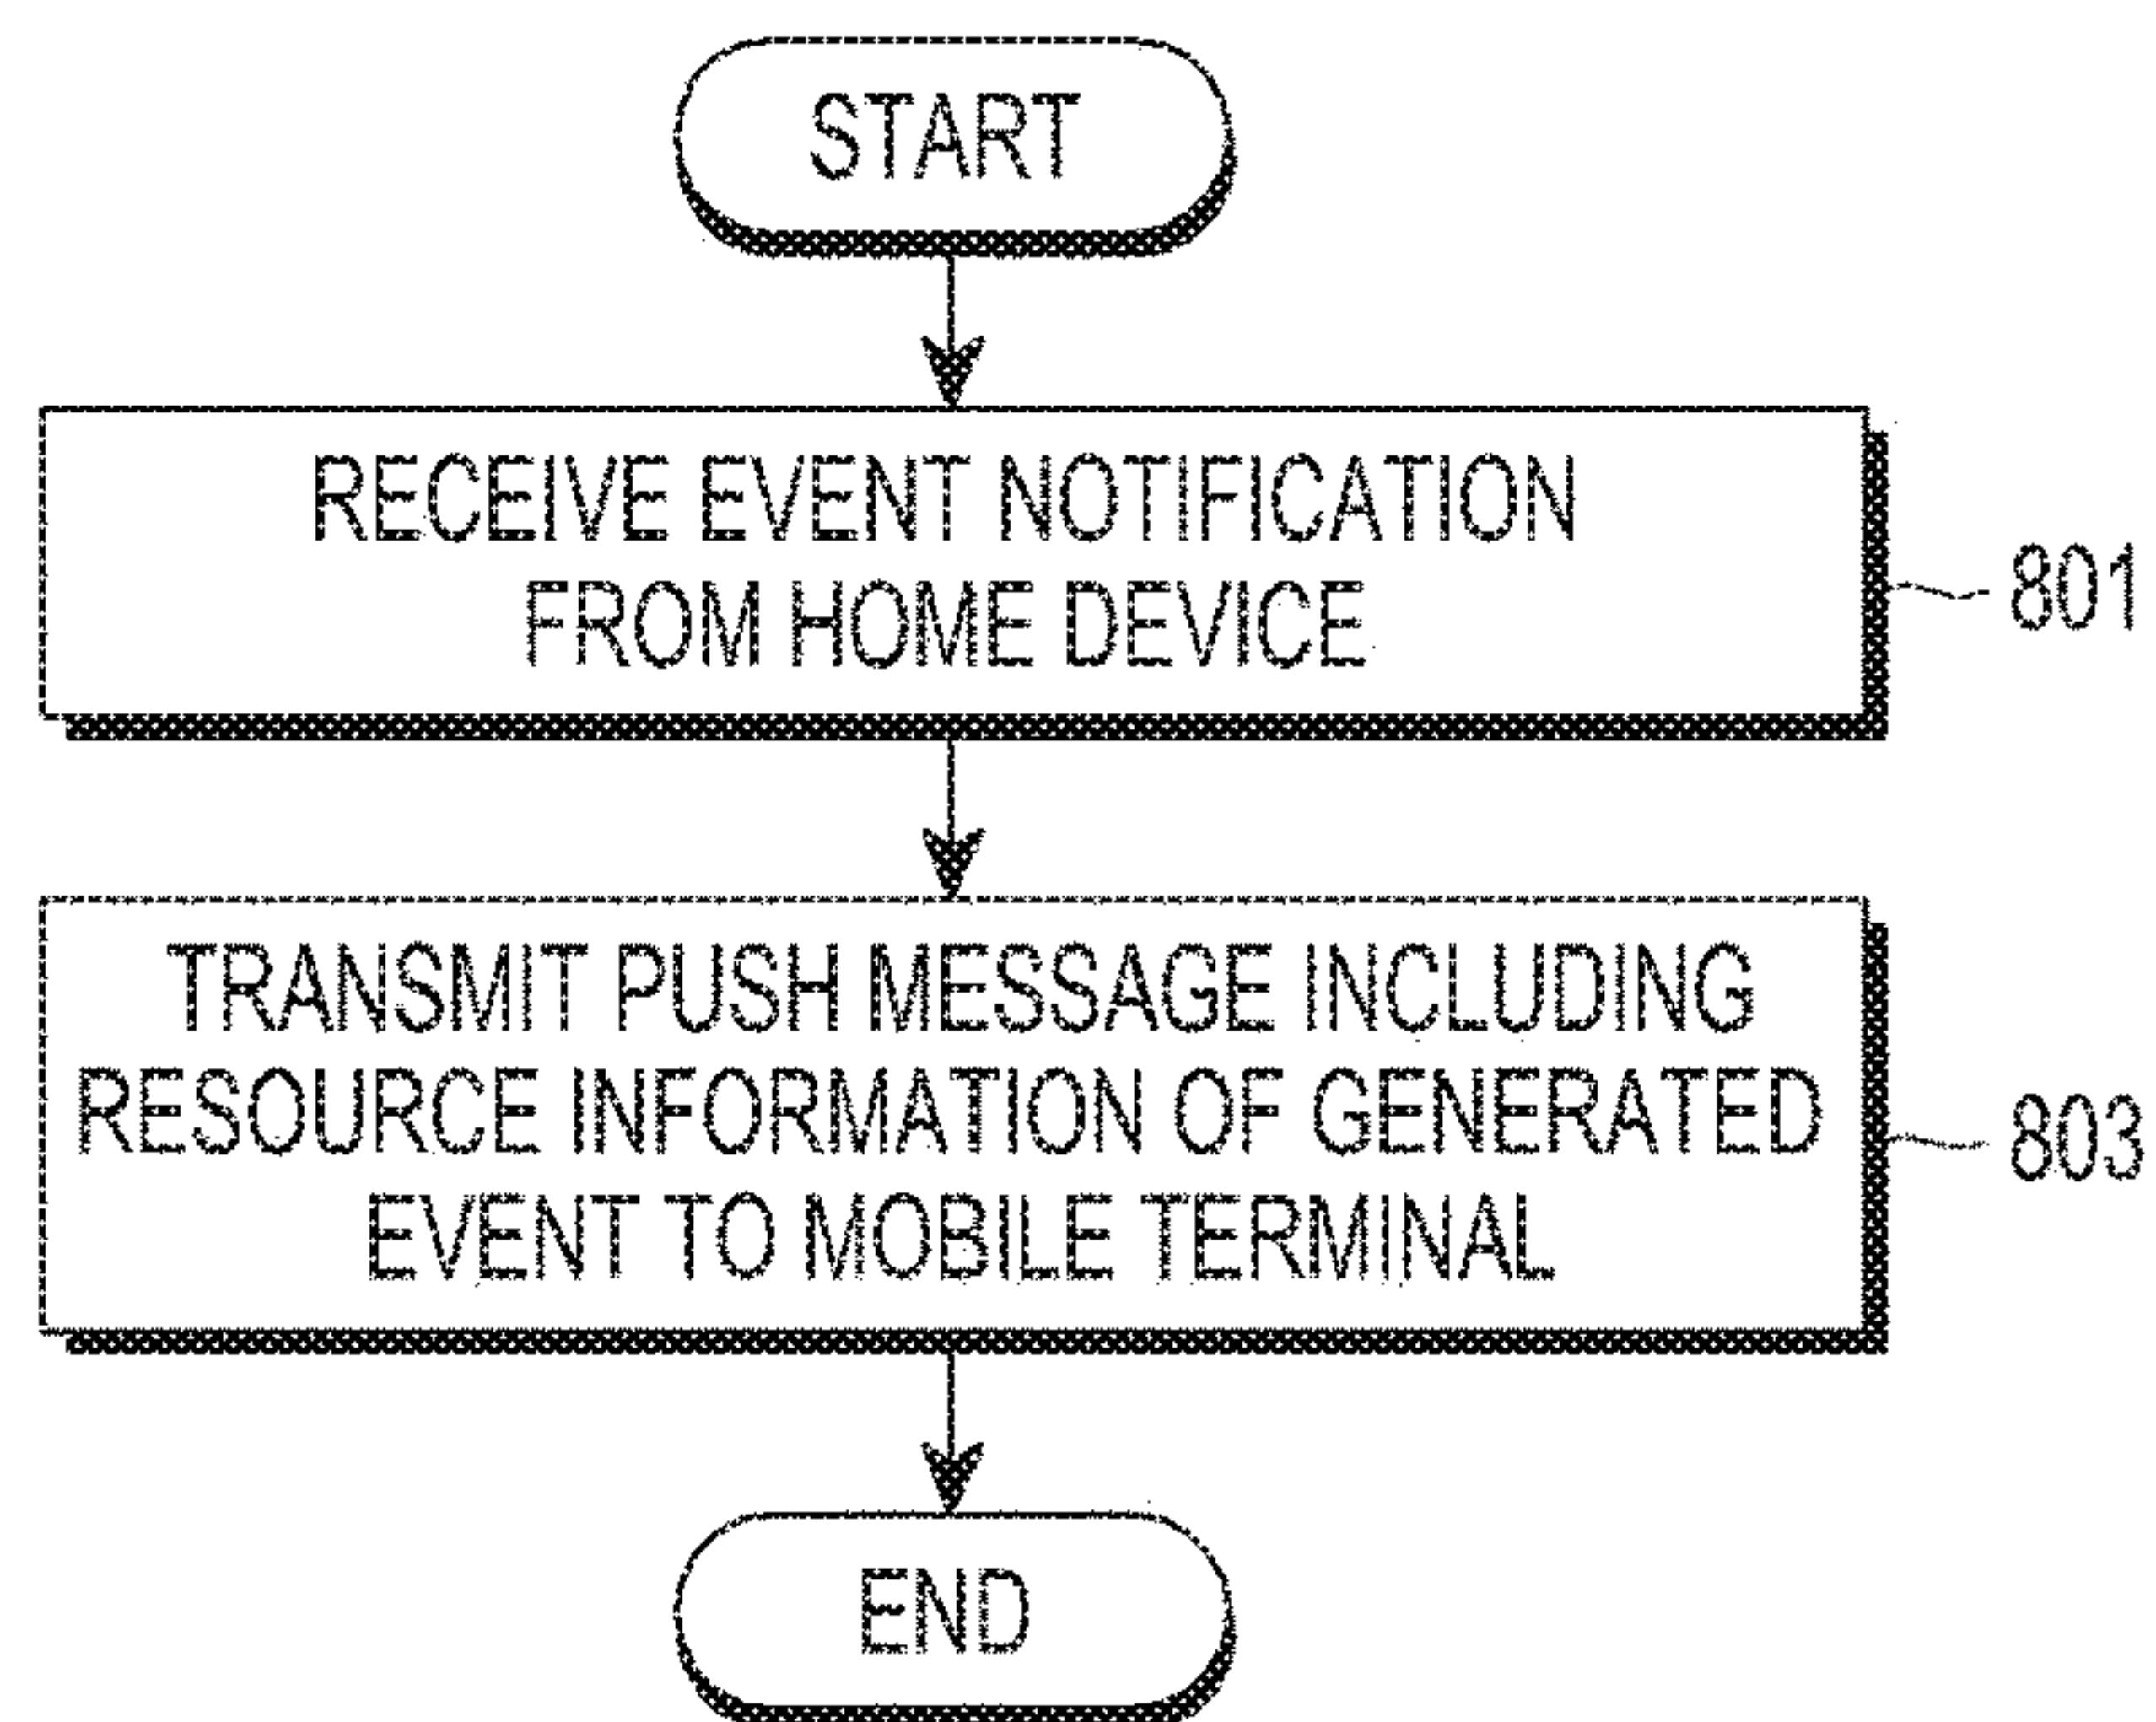 START
RECEIVE EVENT NOTIFICATION
FROM HOME DEVICE
801
TRANSMIT PUSH MESSAGE INCLUDING
RESOURCE INFORMATION OF GENERATED
EVENT TO MOBILE TERMINAL
803
END